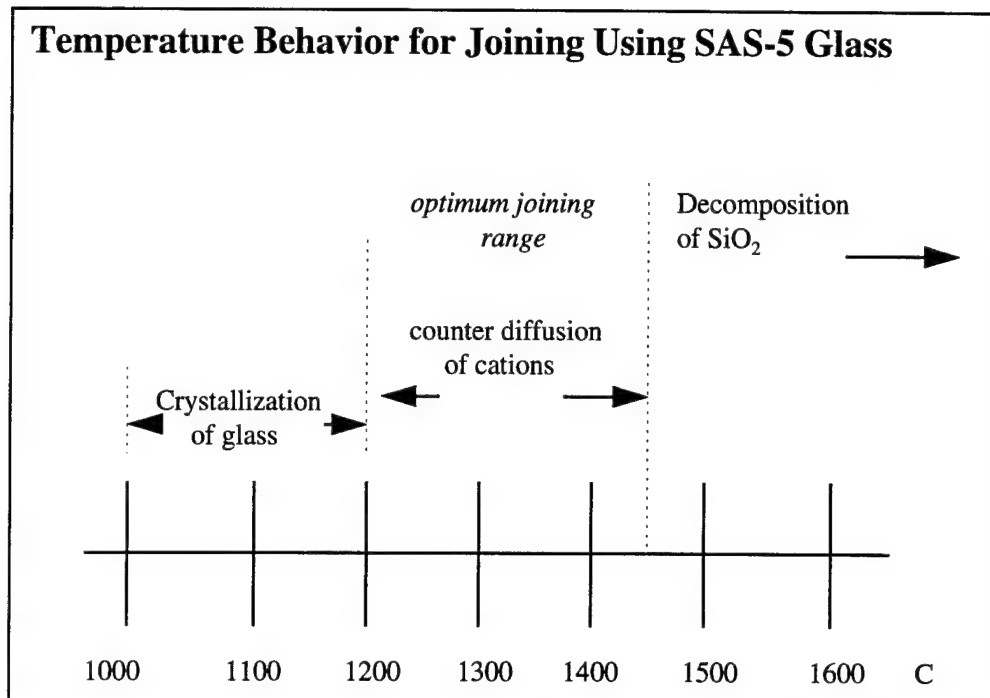 Temperature Behavior for Joining Using SAS-5 Glass
optimum joining
range
Decomposition
of SiO₂
counter diffusion
of cations
Crystallization
of glass
1000 1100 1200 1300 1400 1500 1600 C